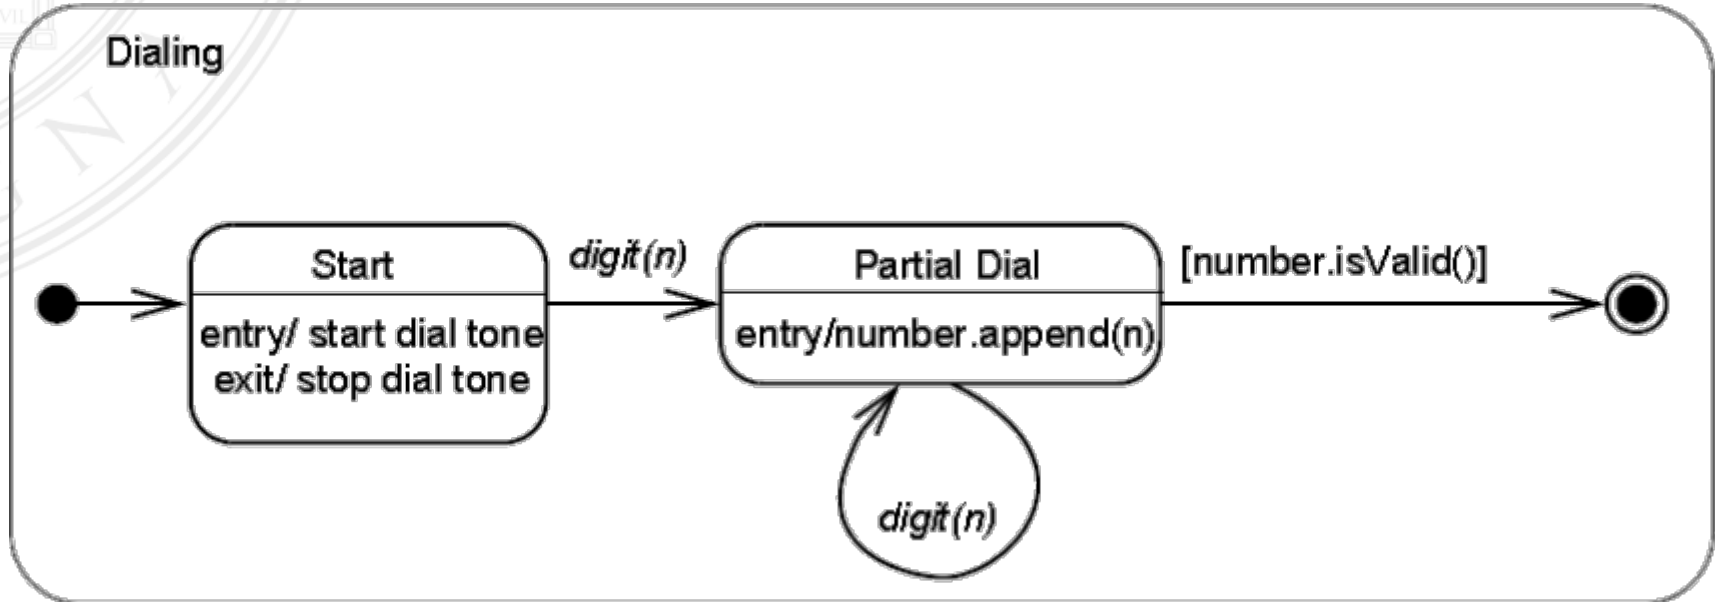 Dialing
Start
digit(n)
Partial Dial
[number.isValid()]
entry/ start dial tone
exit/ stop dial tone
entry/number.append(n)
digit(n)